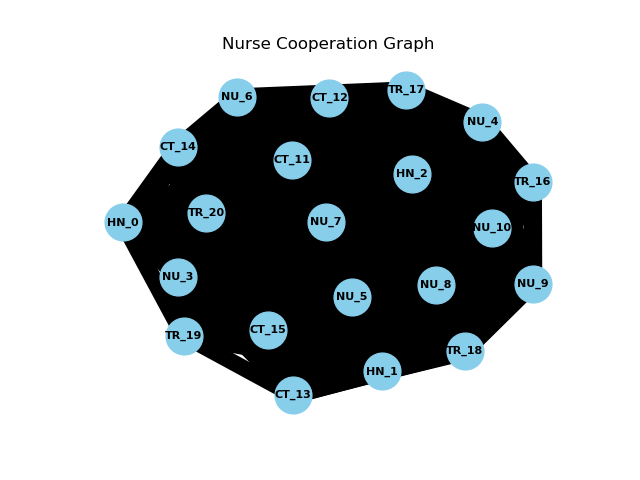 Nurse Cooperation Graph
TR_17
NU_6
CT_12
NU_4
CT_14
CT_11
HN_2
TR_16
TR_20
HN_0
NU_7
NU_10
NU_3
NU_8
NU_9
NU_5
CT_15
TR_19
TR_18
HN_1
CT_13